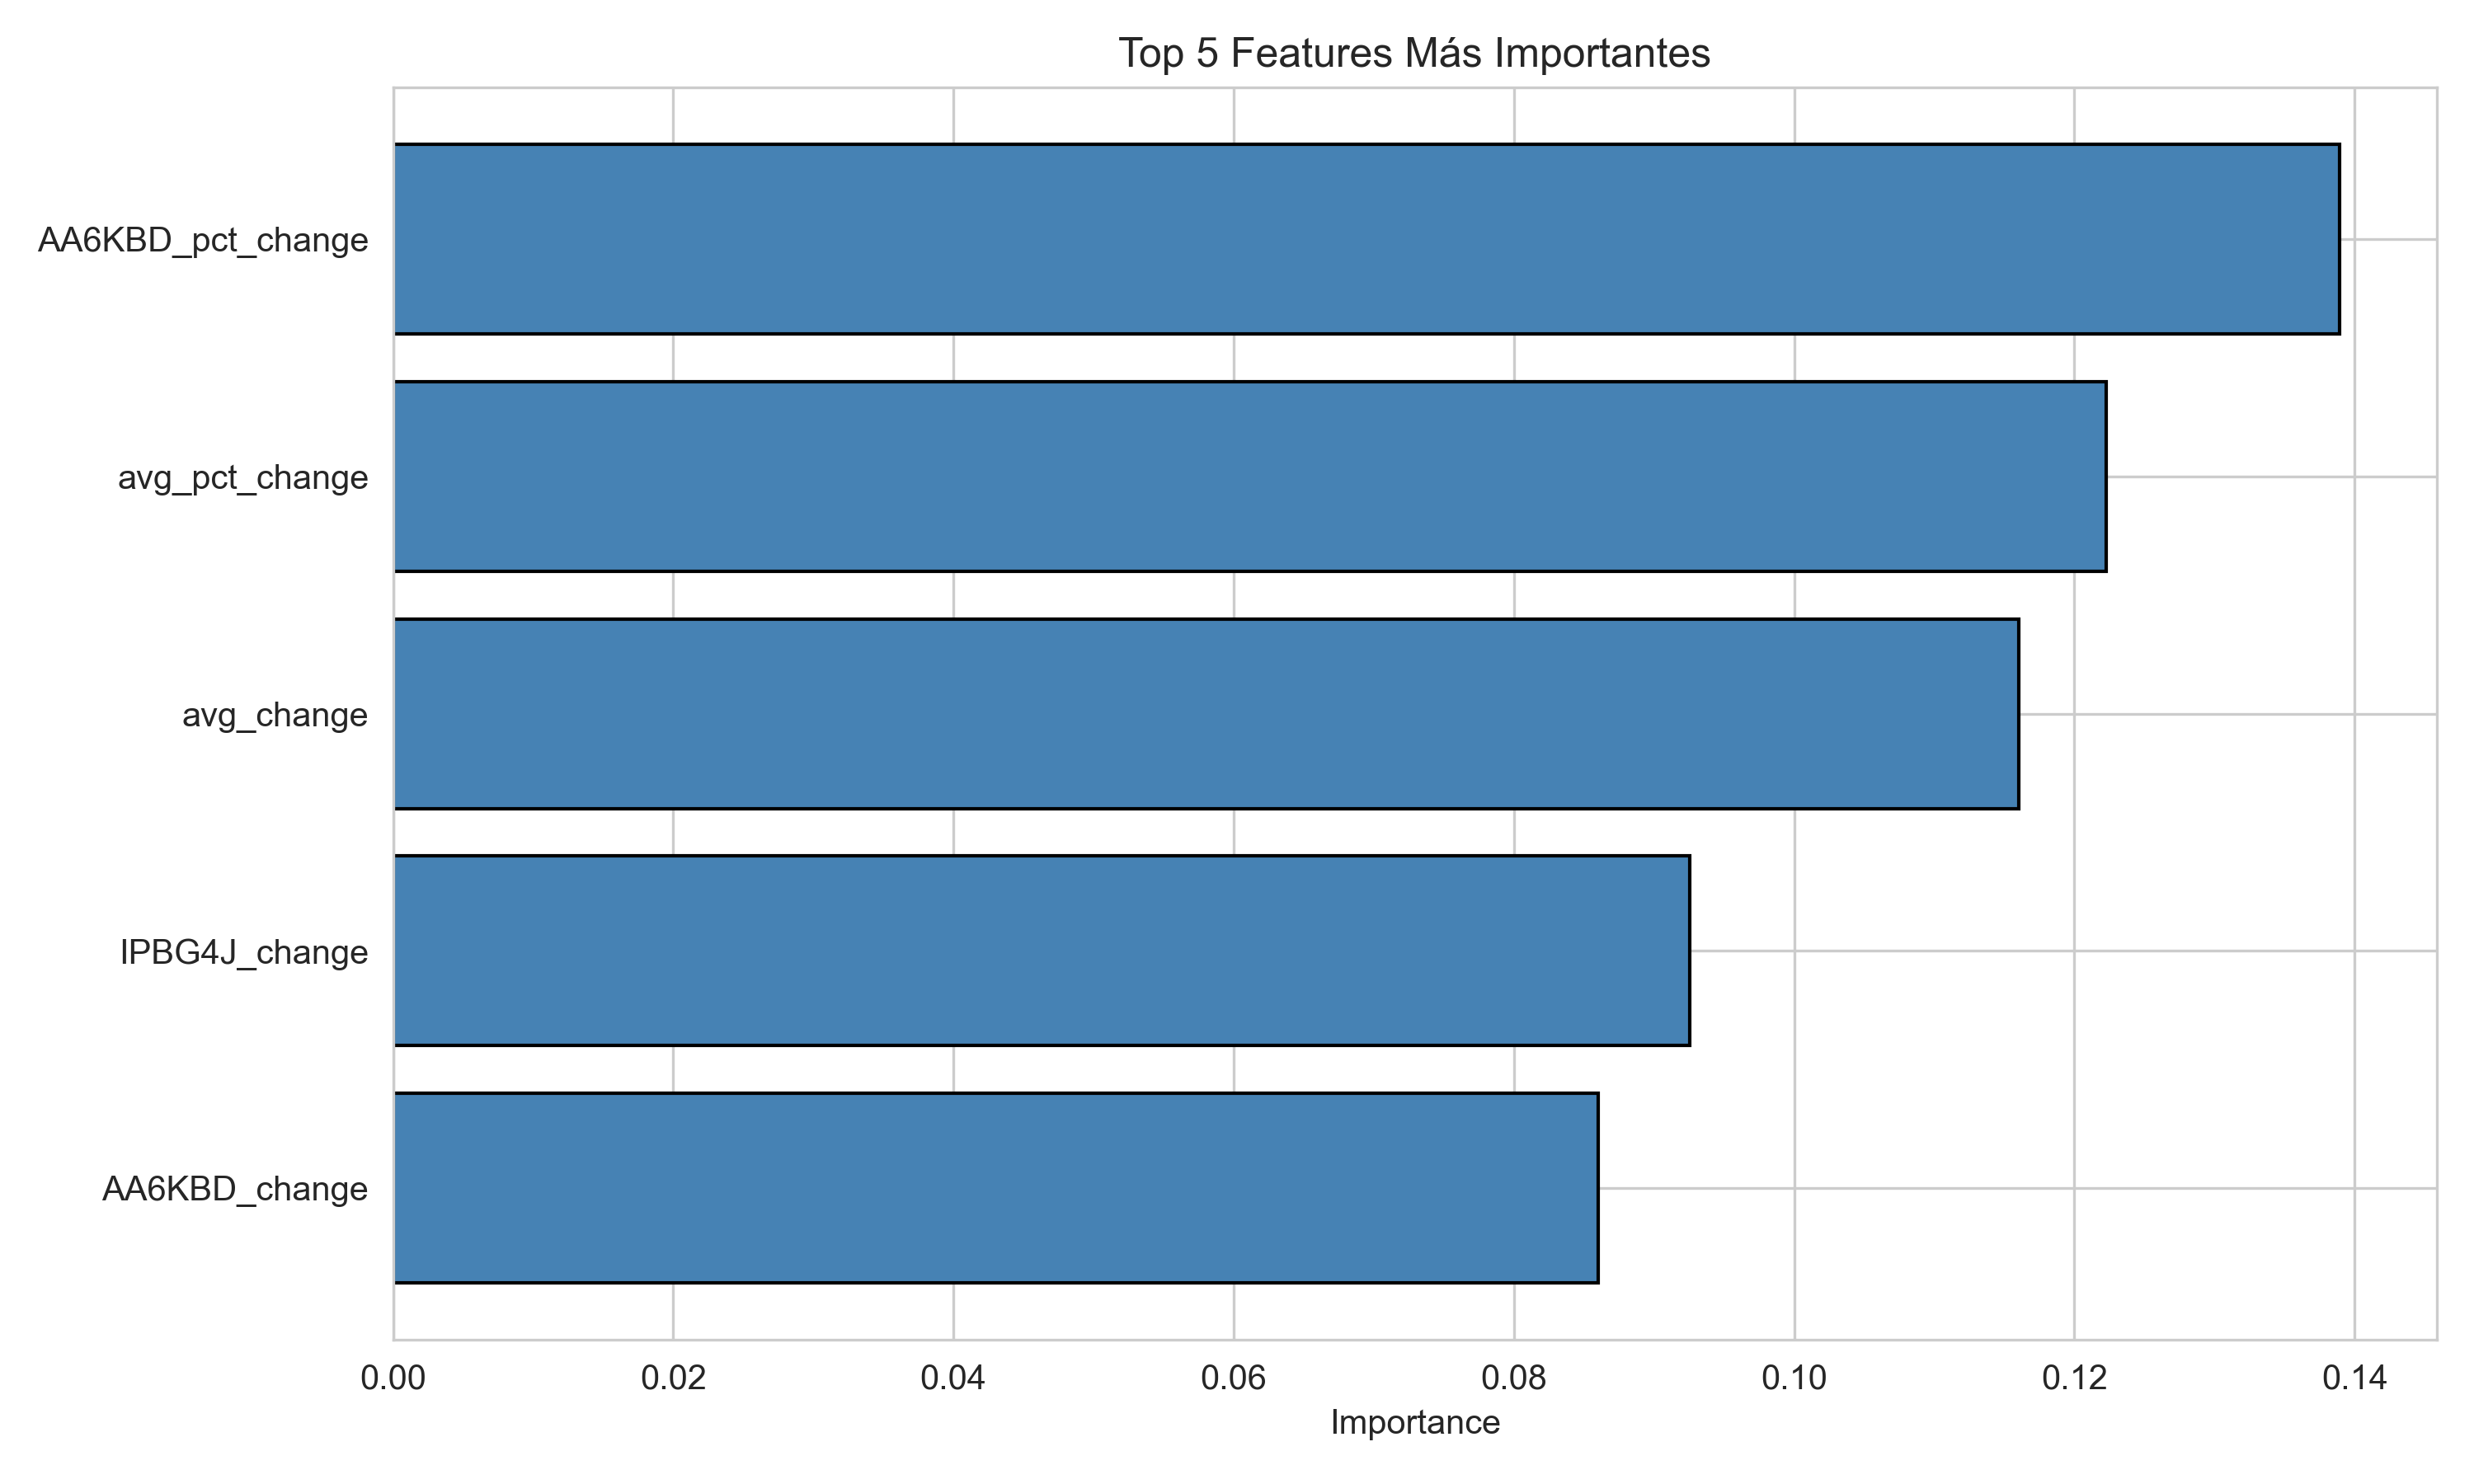 Top 5 Features Más Importantes
AA6KBD_pct_change
avg_pct_change
avg_change
IPBG4J_change
AA6KBD_change
0.00 0.02 0.04 0.06 0.08 0.10 0.12 0.14
Importance